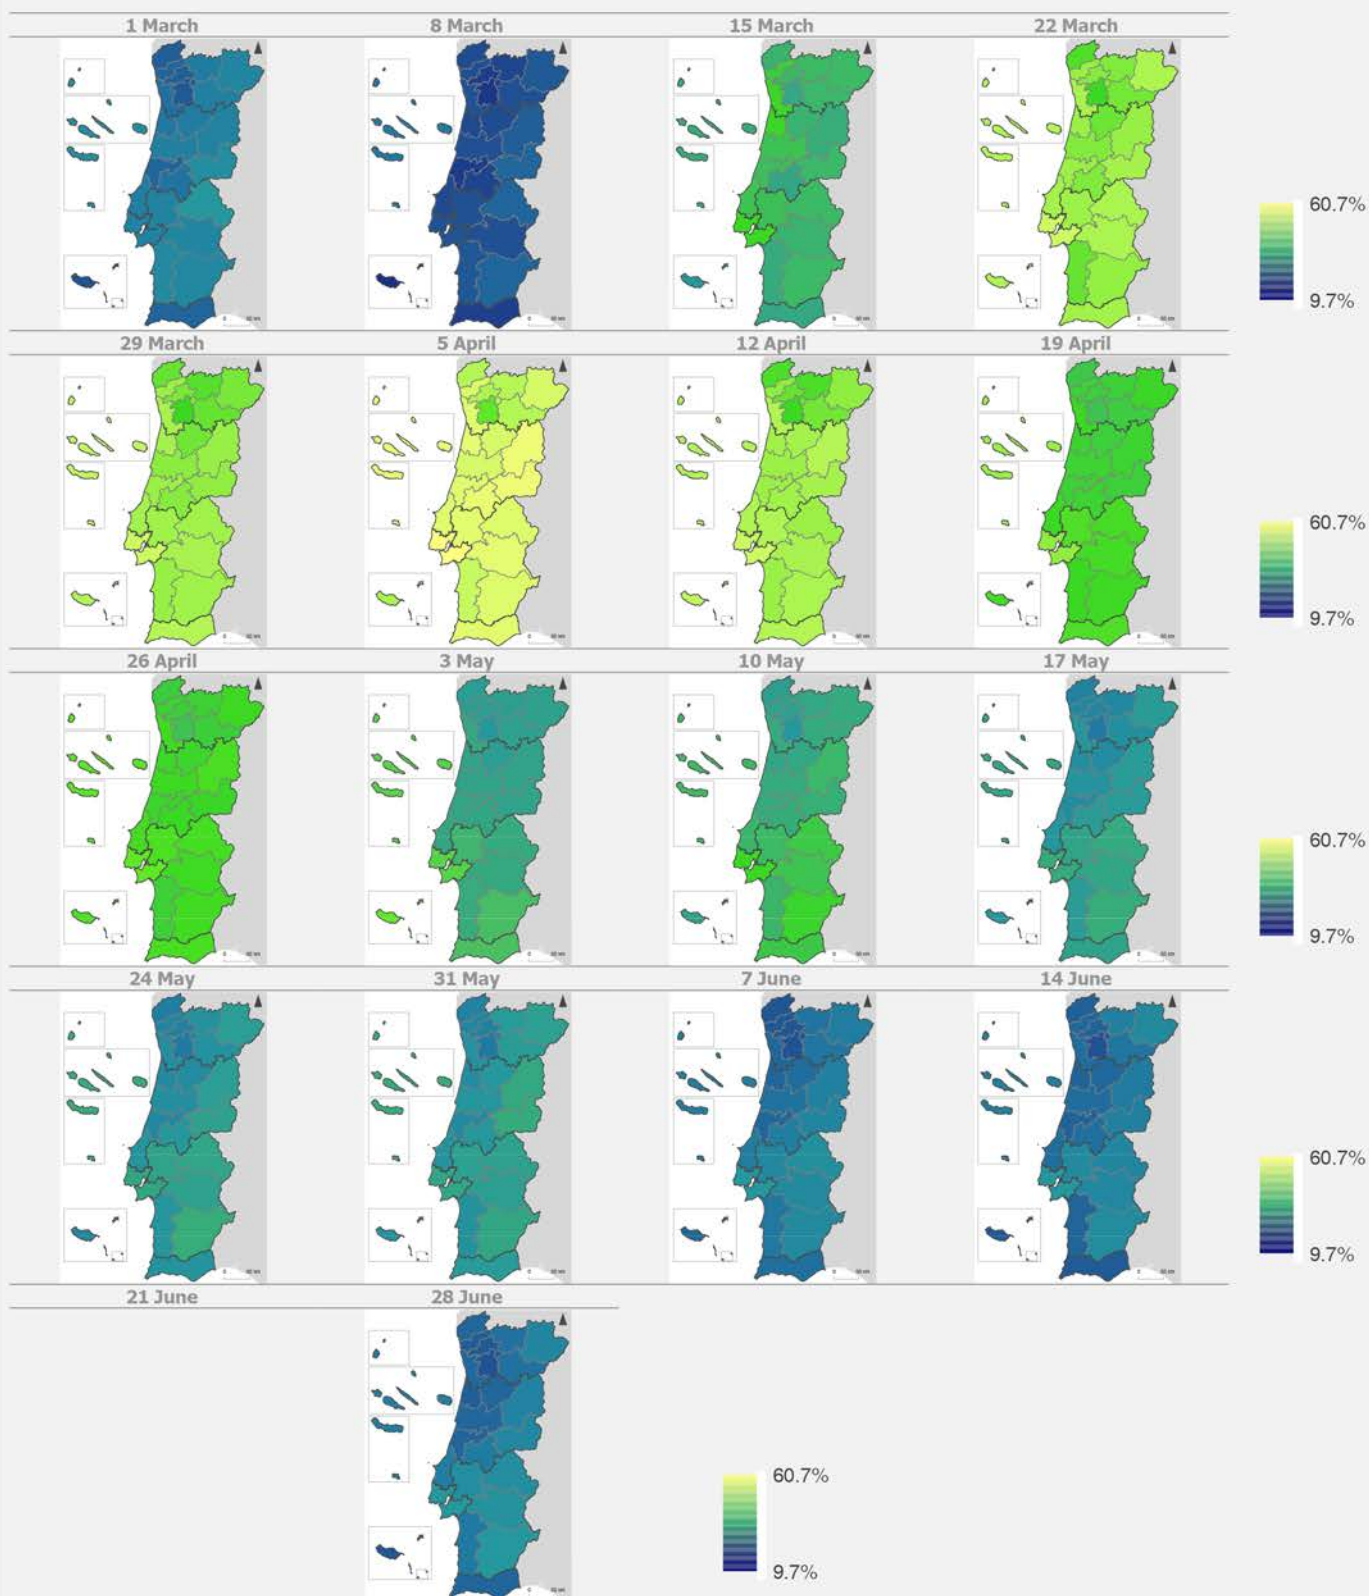 1 March 8 March 15 March 22 March
60.7%
9.7%
29 March 5 April 12 April 19 April
60.7%
9.7%
26 April 3 May 10 May 17 May
60.7%
9.7%
24 May 31 May 7 June 14 June
60.7%
9.7%
21 June 28 June
60.7%
9.7%